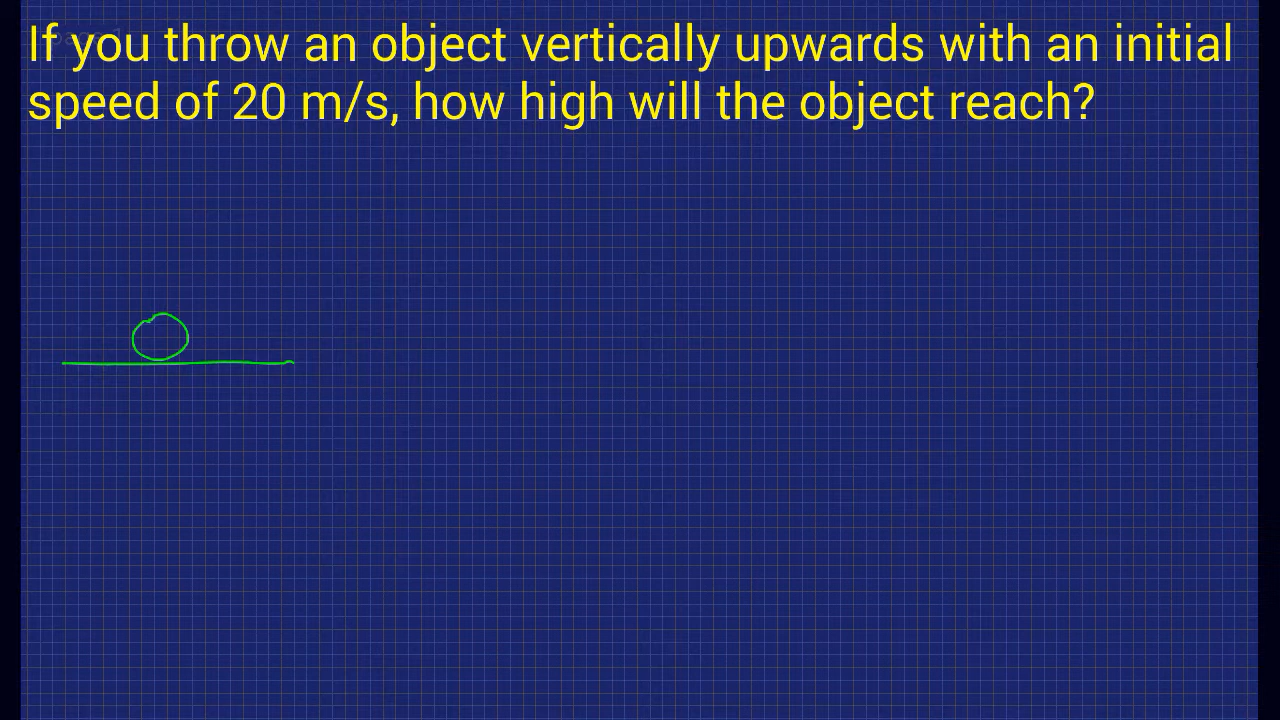 If you throw an object vertically upwards with an initial
speed of 20 m/s, how high will the object reach?